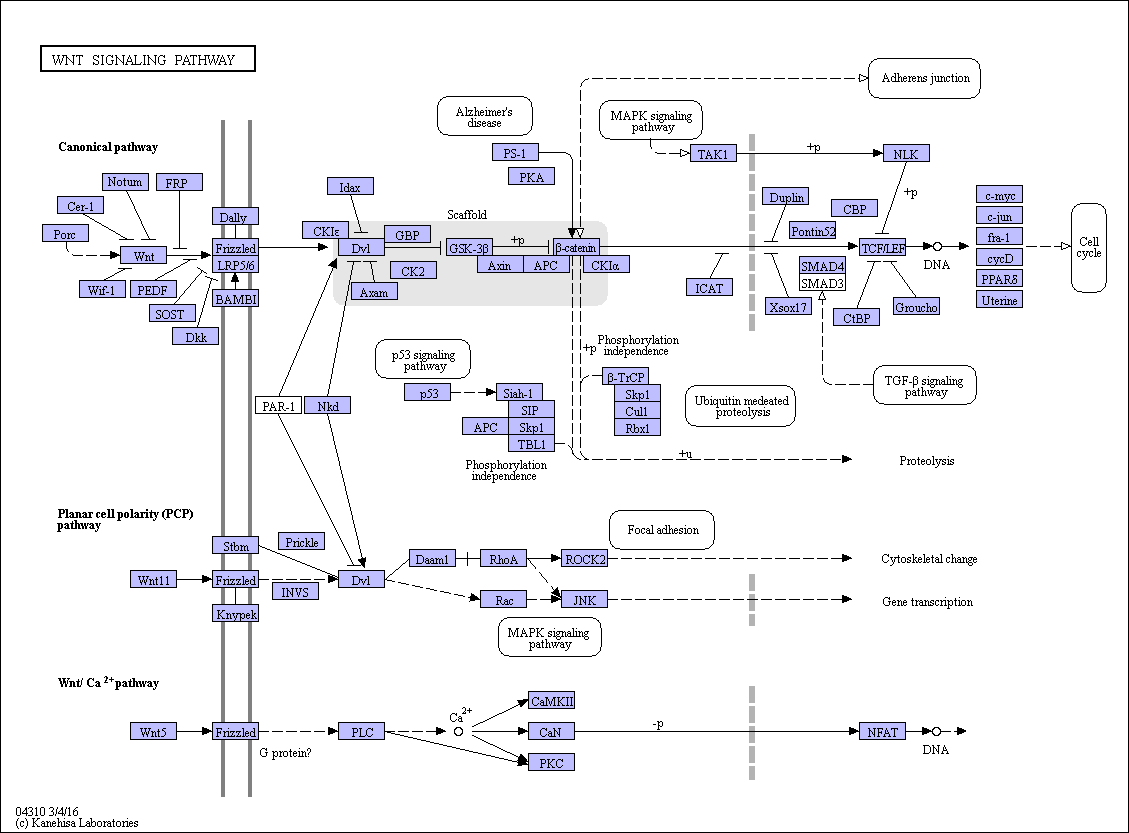 WNT SIGNALING PATHWAY
Adherens junction
Alzheimer's
disease
MAPK signaling
pathway
Canonical pathway
PS-1
TAK1
+p
NLK
PKA
Notum
FRP
Idax
+p
Cer-1
Duplin
c-myc
Dally
Scaffold
CBP
c-jun
Porc
CKIε
GBP
Pontin52
fra-1
Wnt
Frizzled
Dvl
GSK-3β
+p
β-catenin
TCF/LEF
DNA
Cell
cycle
LRP5/6
CK2
Axin
APC
CKIα
SMAD4
cycD
SMAD3
PPARδ
Wif-1
PEDF
BAMBI
Axam
ICAT
Uterine
SOST
Xsox17
CtBP
Groucho
Dkk
+p
Phosphorylation
independence
p53 signaling
pathway
β-TrCP
TGF-β signaling
pathway
p53
Siah-1
Skp1
PAR-1
Nkd
SIP
Cul1
Ubiquitin medeated
proteolysis
APC
Skp1
Rbx1
TBL1
+u
Proteolysis
Phosphorylation
independence
Planar cell polarity (PCP)
pathway
Focal adhesion
Stbm
Prickle
Daam1
RhoA
ROCK2
Cytoskeletal change
Wnt11
Frizzled
INVS
Dvl
Rac
JNK
Gene transcription
Knypek
MAPK signaling
pathway
Wnt/ Ca 2+ pathway
CaMKII
Ca2+
Wnt5
Frizzled
PLC
CaN
-p
NFAT
DNA
G protein?
PKC
04310 3/4/16
(c) Kanehisa Laboratories